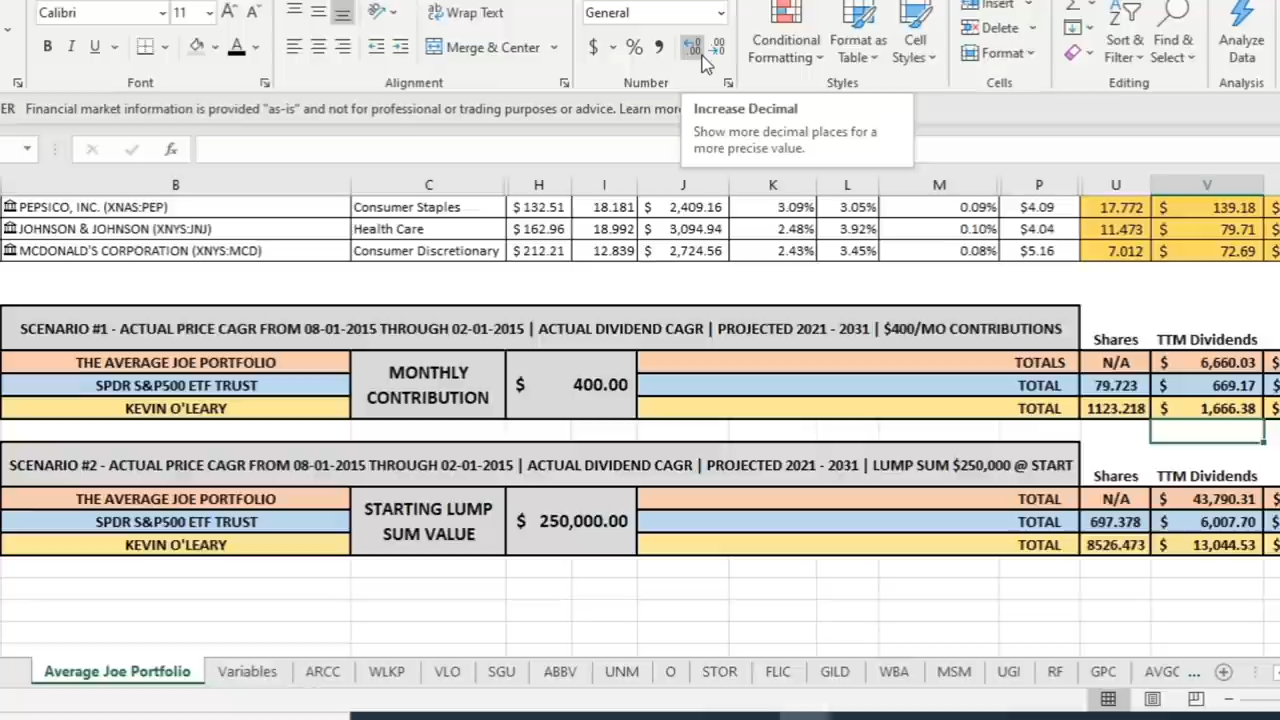 Calibri 11 A A Wrap Text General Insert
B I U A Merge & Center $ % , Conditional Formatting Format as Table Cell Styles Delete Format Sort & Filter Find & Select Analyze Data
Font Alignment Number Styles Cells Editing Analysis
ER Financial market information is provided "as-is" and not for professional or trading purposes or advice. Learn more
Increase Decimal
Show more decimal places for a
more precise value.
fx
B C H I J K L M P U V
PEPSICO, INC. (XNAS:PEP) Consumer Staples $ 132.51 18.181 $ 2,409.16 3.09% 3.05% 0.09% $4.09 17.772 $ 139.18 $
JOHNSON & JOHNSON (XNYS:JNJ) Health Care $ 162.96 18.992 $ 3,094.94 2.48% 3.92% 0.10% $4.04 11.473 $ 79.71 $
MCDONALD'S CORPORATION (XNYS:MCD) Consumer Discretionary $ 212.21 12.839 $ 2,724.56 2.43% 3.45% 0.08% $5.16 7.012 $ 72.69 $
SCENARIO #1 - ACTUAL PRICE CAGR FROM 08-01-2015 THROUGH 02-01-2015 | ACTUAL DIVIDEND CAGR | PROJECTED 2021 - 2031 | $400/MO CONTRIBUTIONS Shares TTM Dividends
THE AVERAGE JOE PORTFOLIO MONTHLY CONTRIBUTION $ 400.00 TOTALS N/A $ 6,660.03 $
SPDR S&P500 ETF TRUST TOTAL 79.723 $ 669.17 $
KEVIN O'LEARY TOTAL 1123.218 $ 1,666.38 $
SCENARIO #2 - ACTUAL PRICE CAGR FROM 08-01-2015 THROUGH 02-01-2015 | ACTUAL DIVIDEND CAGR | PROJECTED 2021 - 2031 | LUMP SUM $250,000 @ START Shares TTM Dividends
THE AVERAGE JOE PORTFOLIO STARTING LUMP SUM VALUE $ 250,000.00 TOTAL N/A $ 43,790.31 $
SPDR S&P500 ETF TRUST TOTAL 697.378 $ 6,007.70 $
KEVIN O'LEARY TOTAL 8526.473 $ 13,044.53 $
Average Joe Portfolio Variables ARCC WLKP VLO SGU ABBV UNM O STOR FLIC GILD WBA MSM UGI RF GPC AVGC ...